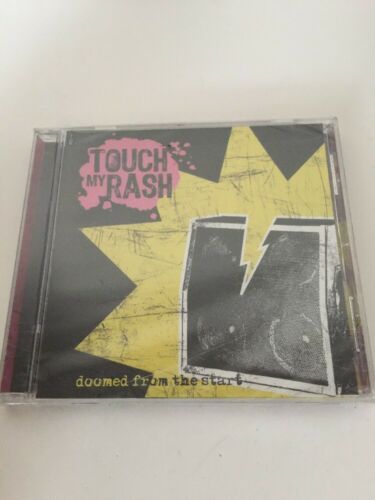 TOUCH
MY RASH
doomed from the start